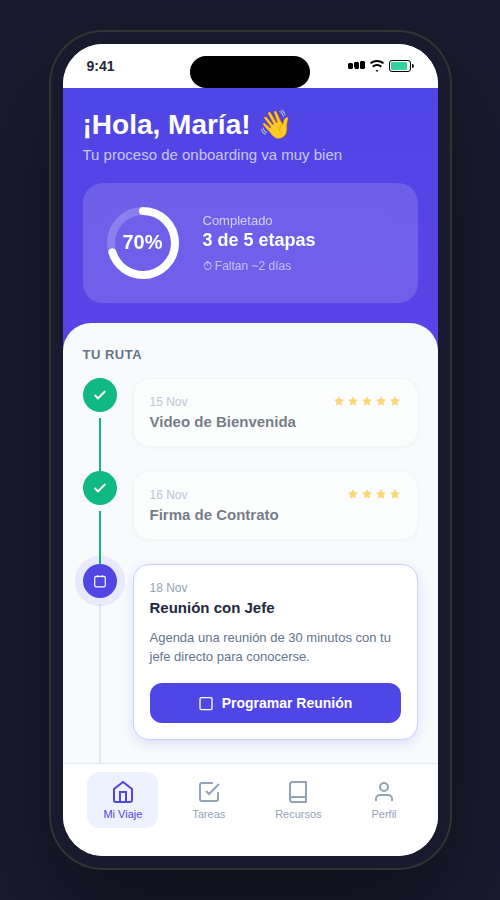 9:41
¡Hola, María! 👋
Tu proceso de onboarding va muy bien
70%
Completado
3 de 5 etapas
⏱ Faltan ~2 días
TU RUTA
15 Nov
Video de Bienvenida
16 Nov
Firma de Contrato
18 Nov
Reunión con Jefe
Agenda una reunión de 30 minutos con tu
jefe directo para conocerse.
Programar Reunión
Mi Viaje
Tareas
Recursos
Perfil